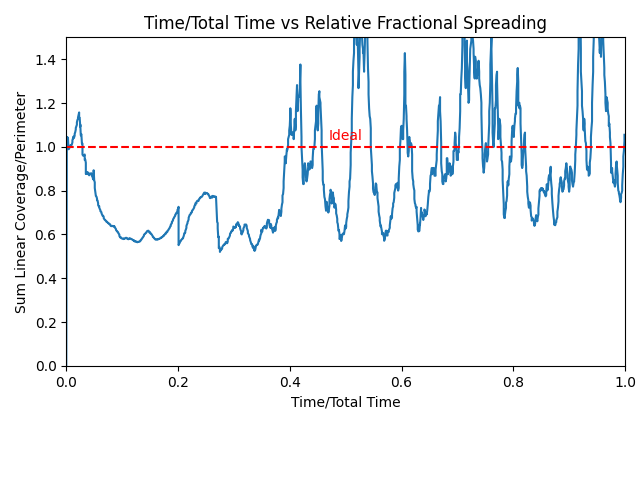 Time/Total Time vs Relative Fractional Spreading
Sum Linear Coverage/Perimeter
1.4
1.2
1.0
0.8
0.6
0.4
0.2
0.0
Ideal
0.0 0.2 0.4 0.6 0.8 1.0
Time/Total Time